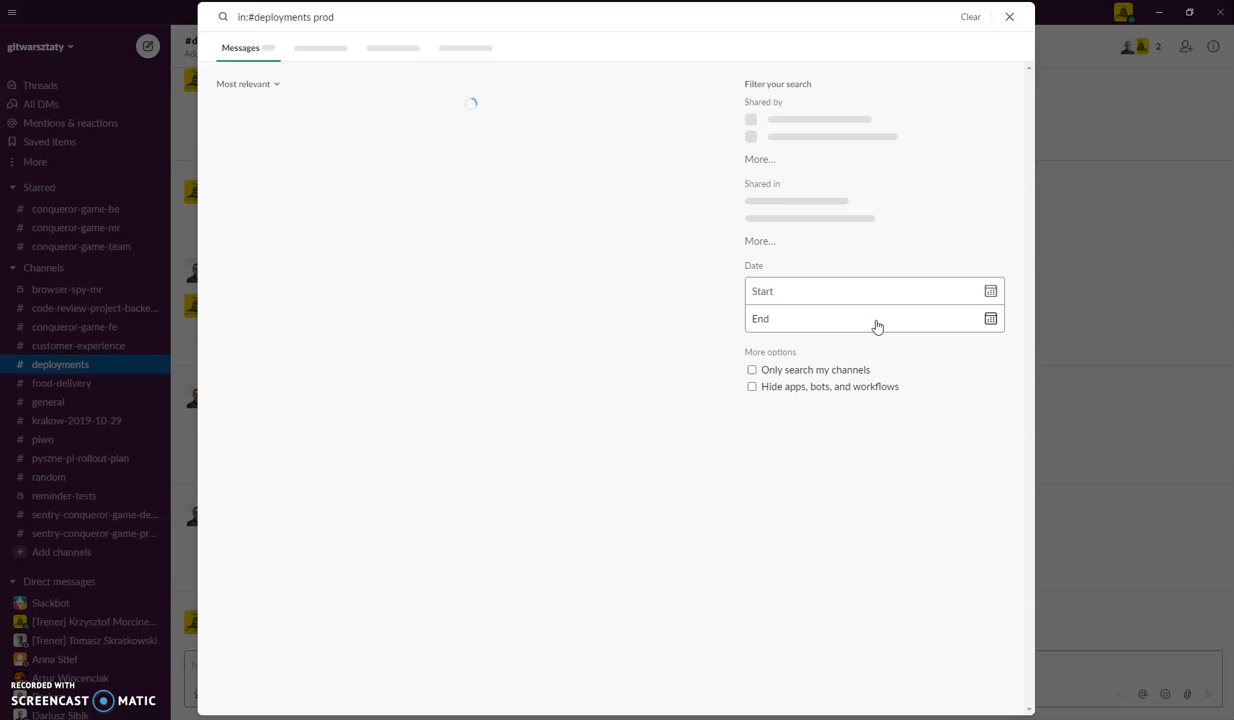 in:#deployments prod
Clear
gitwarsztaty
2
Messages
Threads
All DMs
Mentions & reactions
Saved items
More
Starred
# conqueror-game-be
# conqueror-game-mr
# conqueror-game-team
Channels
browser-spy-mr
# code-review-project-backe...
# conqueror-game-fe
# customer-experience
# deployments
# food-delivery
# general
# krakow-2019-10-29
# piwo
# pyszne-pl-rollout-plan
# random
reminder-tests
# sentry-conqueror-game-de...
# sentry-conqueror-game-pr...
+ Add channels
Direct messages
Slackbot
[Trener] Krzysztof Morcine...
[Trener] Tomasz Skraskowski
Anna Stief
Artur Wincenciak
RECORDED WITH
SCREENCAST MATIC
Dariusz Sibik
Most relevant
Filter your search
Shared by
More...
Shared in
More...
Date
Start
End
More options
Only search my channels
Hide apps, bots, and workflows